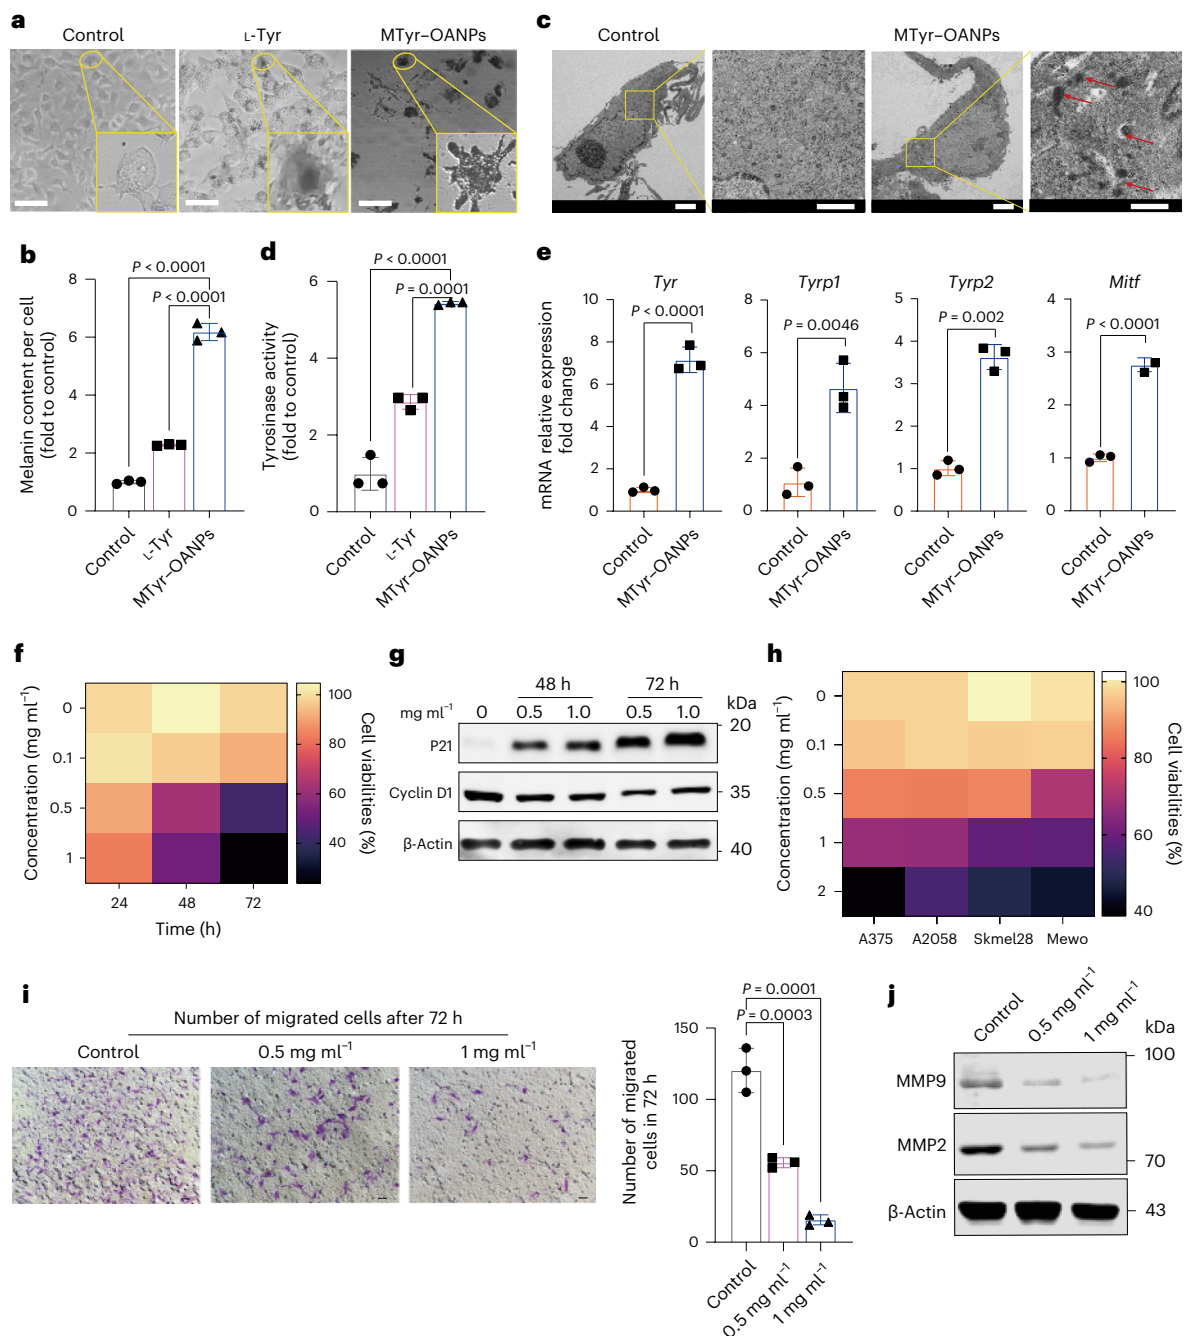 a
Control
L-Tyr
MTyr–OANPs
c
Control
MTyr–OANPs
b
Melanin content per cell
(fold to control)
8
6
4
2
0
P < 0.0001
P < 0.0001
Control
L-Tyr
MTyr–OANPs
d
Tyrosinase activity
(fold to control)
6
4
2
0
P < 0.0001
P = 0.0001
Control
L-Tyr
MTyr–OANPs
e
mRNA relative expression
fold change
Tyr
10
8
6
4
2
0
P < 0.0001
Control
MTyr–OANPs
Tyrp1
8
6
4
2
0
P = 0.0046
Control
MTyr–OANPs
Tyrp2
5
4
3
2
1
0
P = 0.002
Control
MTyr–OANPs
Mitf
4
3
2
1
0
P < 0.0001
Control
MTyr–OANPs
f
Concentration (mg ml⁻¹)
0
0.1
0.5
1
24 48 72
Time (h)
100
80
60
40
Cell viabilities (%)
g
48 h 72 h
mg ml⁻¹ 0 0.5 1.0 0.5 1.0 kDa
20
P21
Cyclin D1 35
β-Actin 40
h
Concentration (mg ml⁻¹)
0
0.1
0.5
1
2
A375 A2058 Skmel28 Mewo
100
80
60
40
Cell viabilities (%)
i
Number of migrated cells after 72 h
Control 0.5 mg ml⁻¹ 1 mg ml⁻¹
Number of migrated
cells in 72 h
150
100
50
0
P = 0.0001
P = 0.0003
Control
0.5 mg ml⁻¹
1 mg ml⁻¹
j
Control
0.5 mg ml⁻¹
1 mg ml⁻¹
kDa
100
MMP9
MMP2
70
β-Actin 43